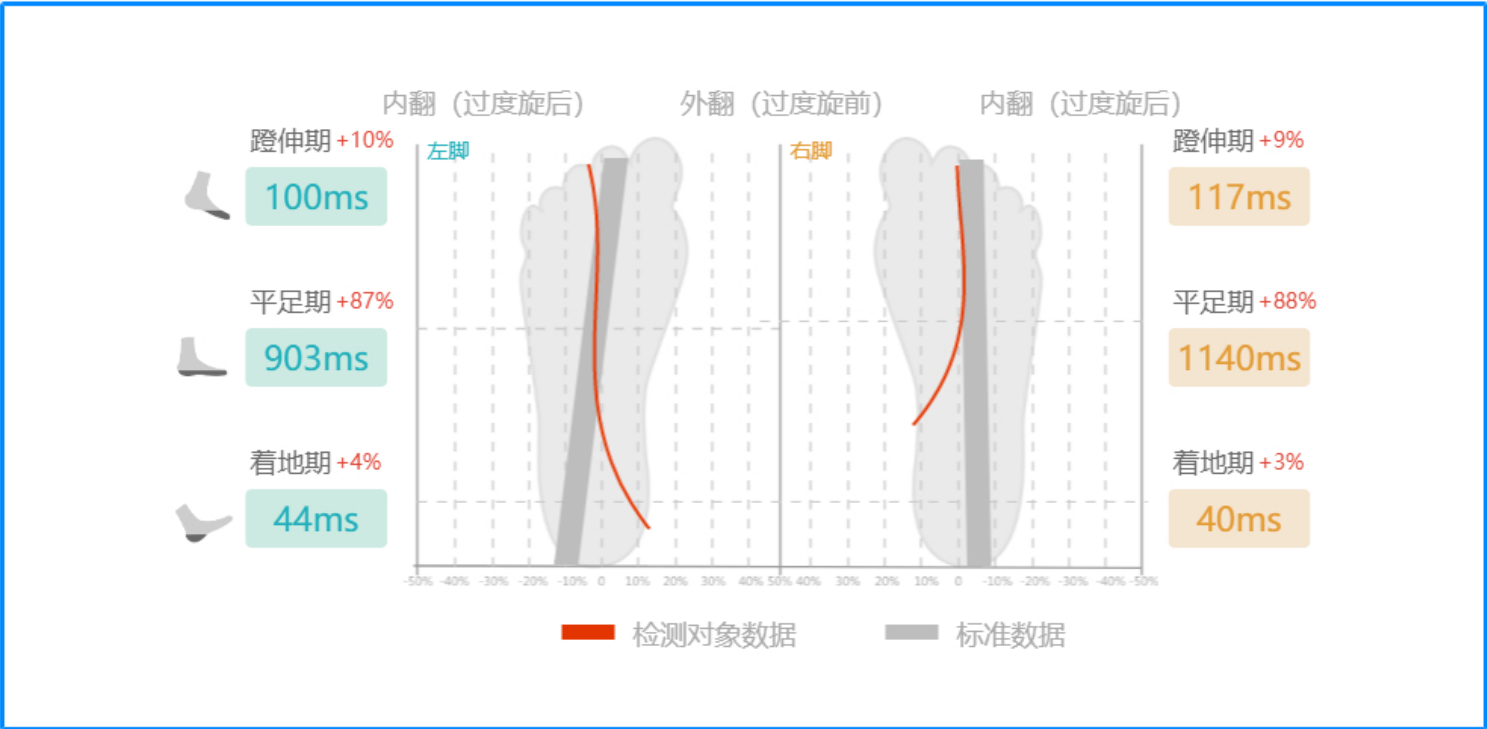 内翻（过度旋后） 外翻（过度旋前） 内翻（过度旋后）
蹬伸期 +10%
100ms
平足期 +87%
903ms
着地期 +4%
44ms
左脚
右脚
蹬伸期 +9%
117ms
平足期 +88%
1140ms
着地期 +3%
40ms
-50% -40% -30% -20% -10% 0 10% 20% 30% 40% 50% 40% 30% 20% 10% 0 -10% -20% -30% -40% -50%
检测对象数据 标准数据